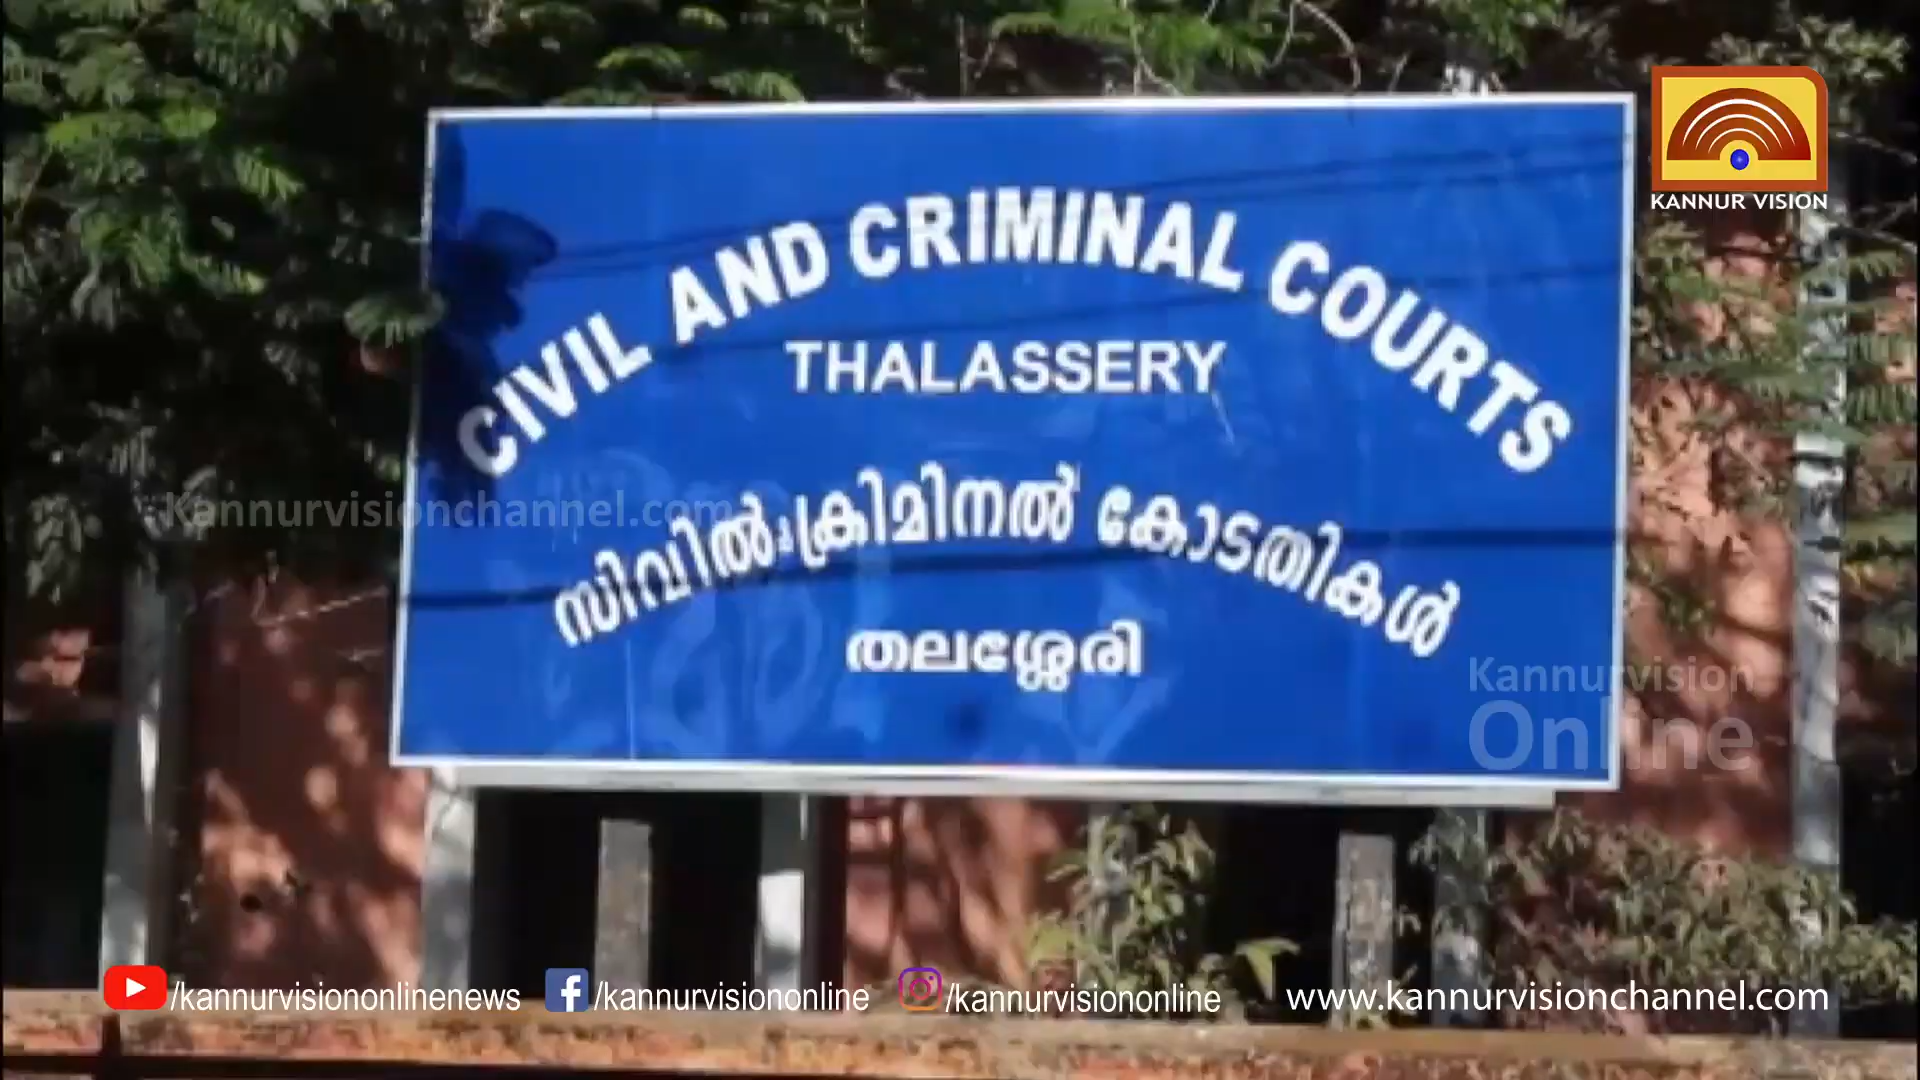 KANNUR VISION
CIVIL AND CRIMINAL COURTS
THALASSERY
സിവിൽ,ക്രിമിനൽ കോടതികൾ
തലശ്ശേരി
Kannurvisionchannel.com
Kannurvision
Online
/kannurvisiononlinenews
/kannurvisiononline
/kannurvisiononline
www.kannurvisionchannel.com